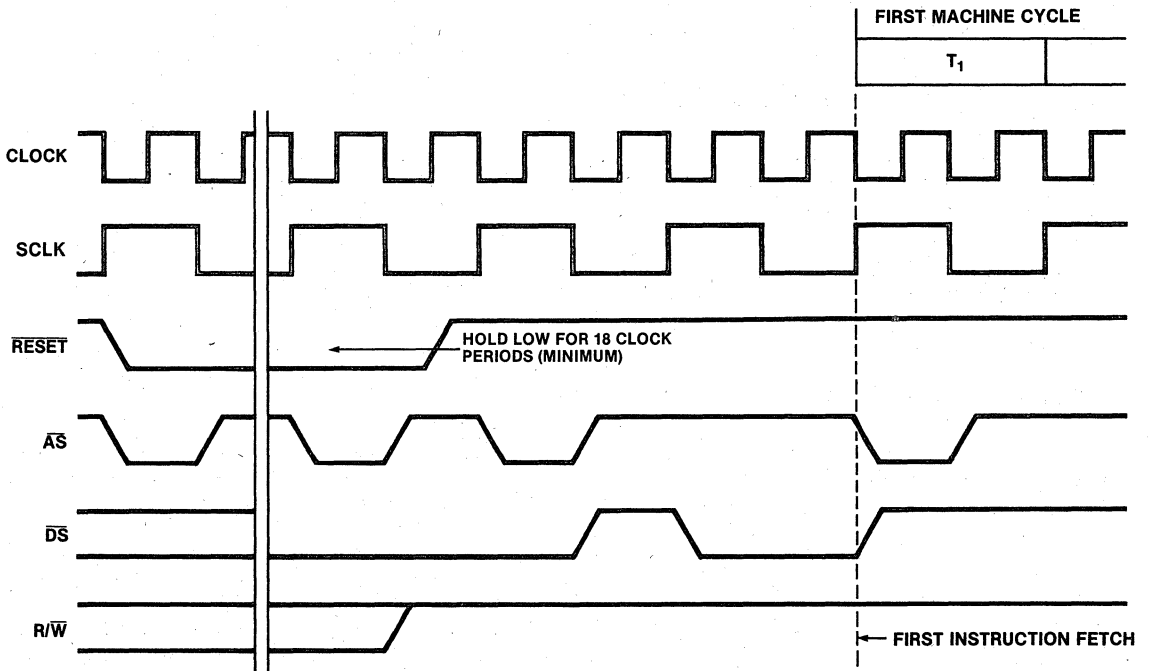 FIRST MACHINE CYCLE
T1
CLOCK
SCLK
RESET
HOLD LOW FOR 18 CLOCK
PERIODS (MINIMUM)
AS
DS
R/W
FIRST INSTRUCTION FETCH